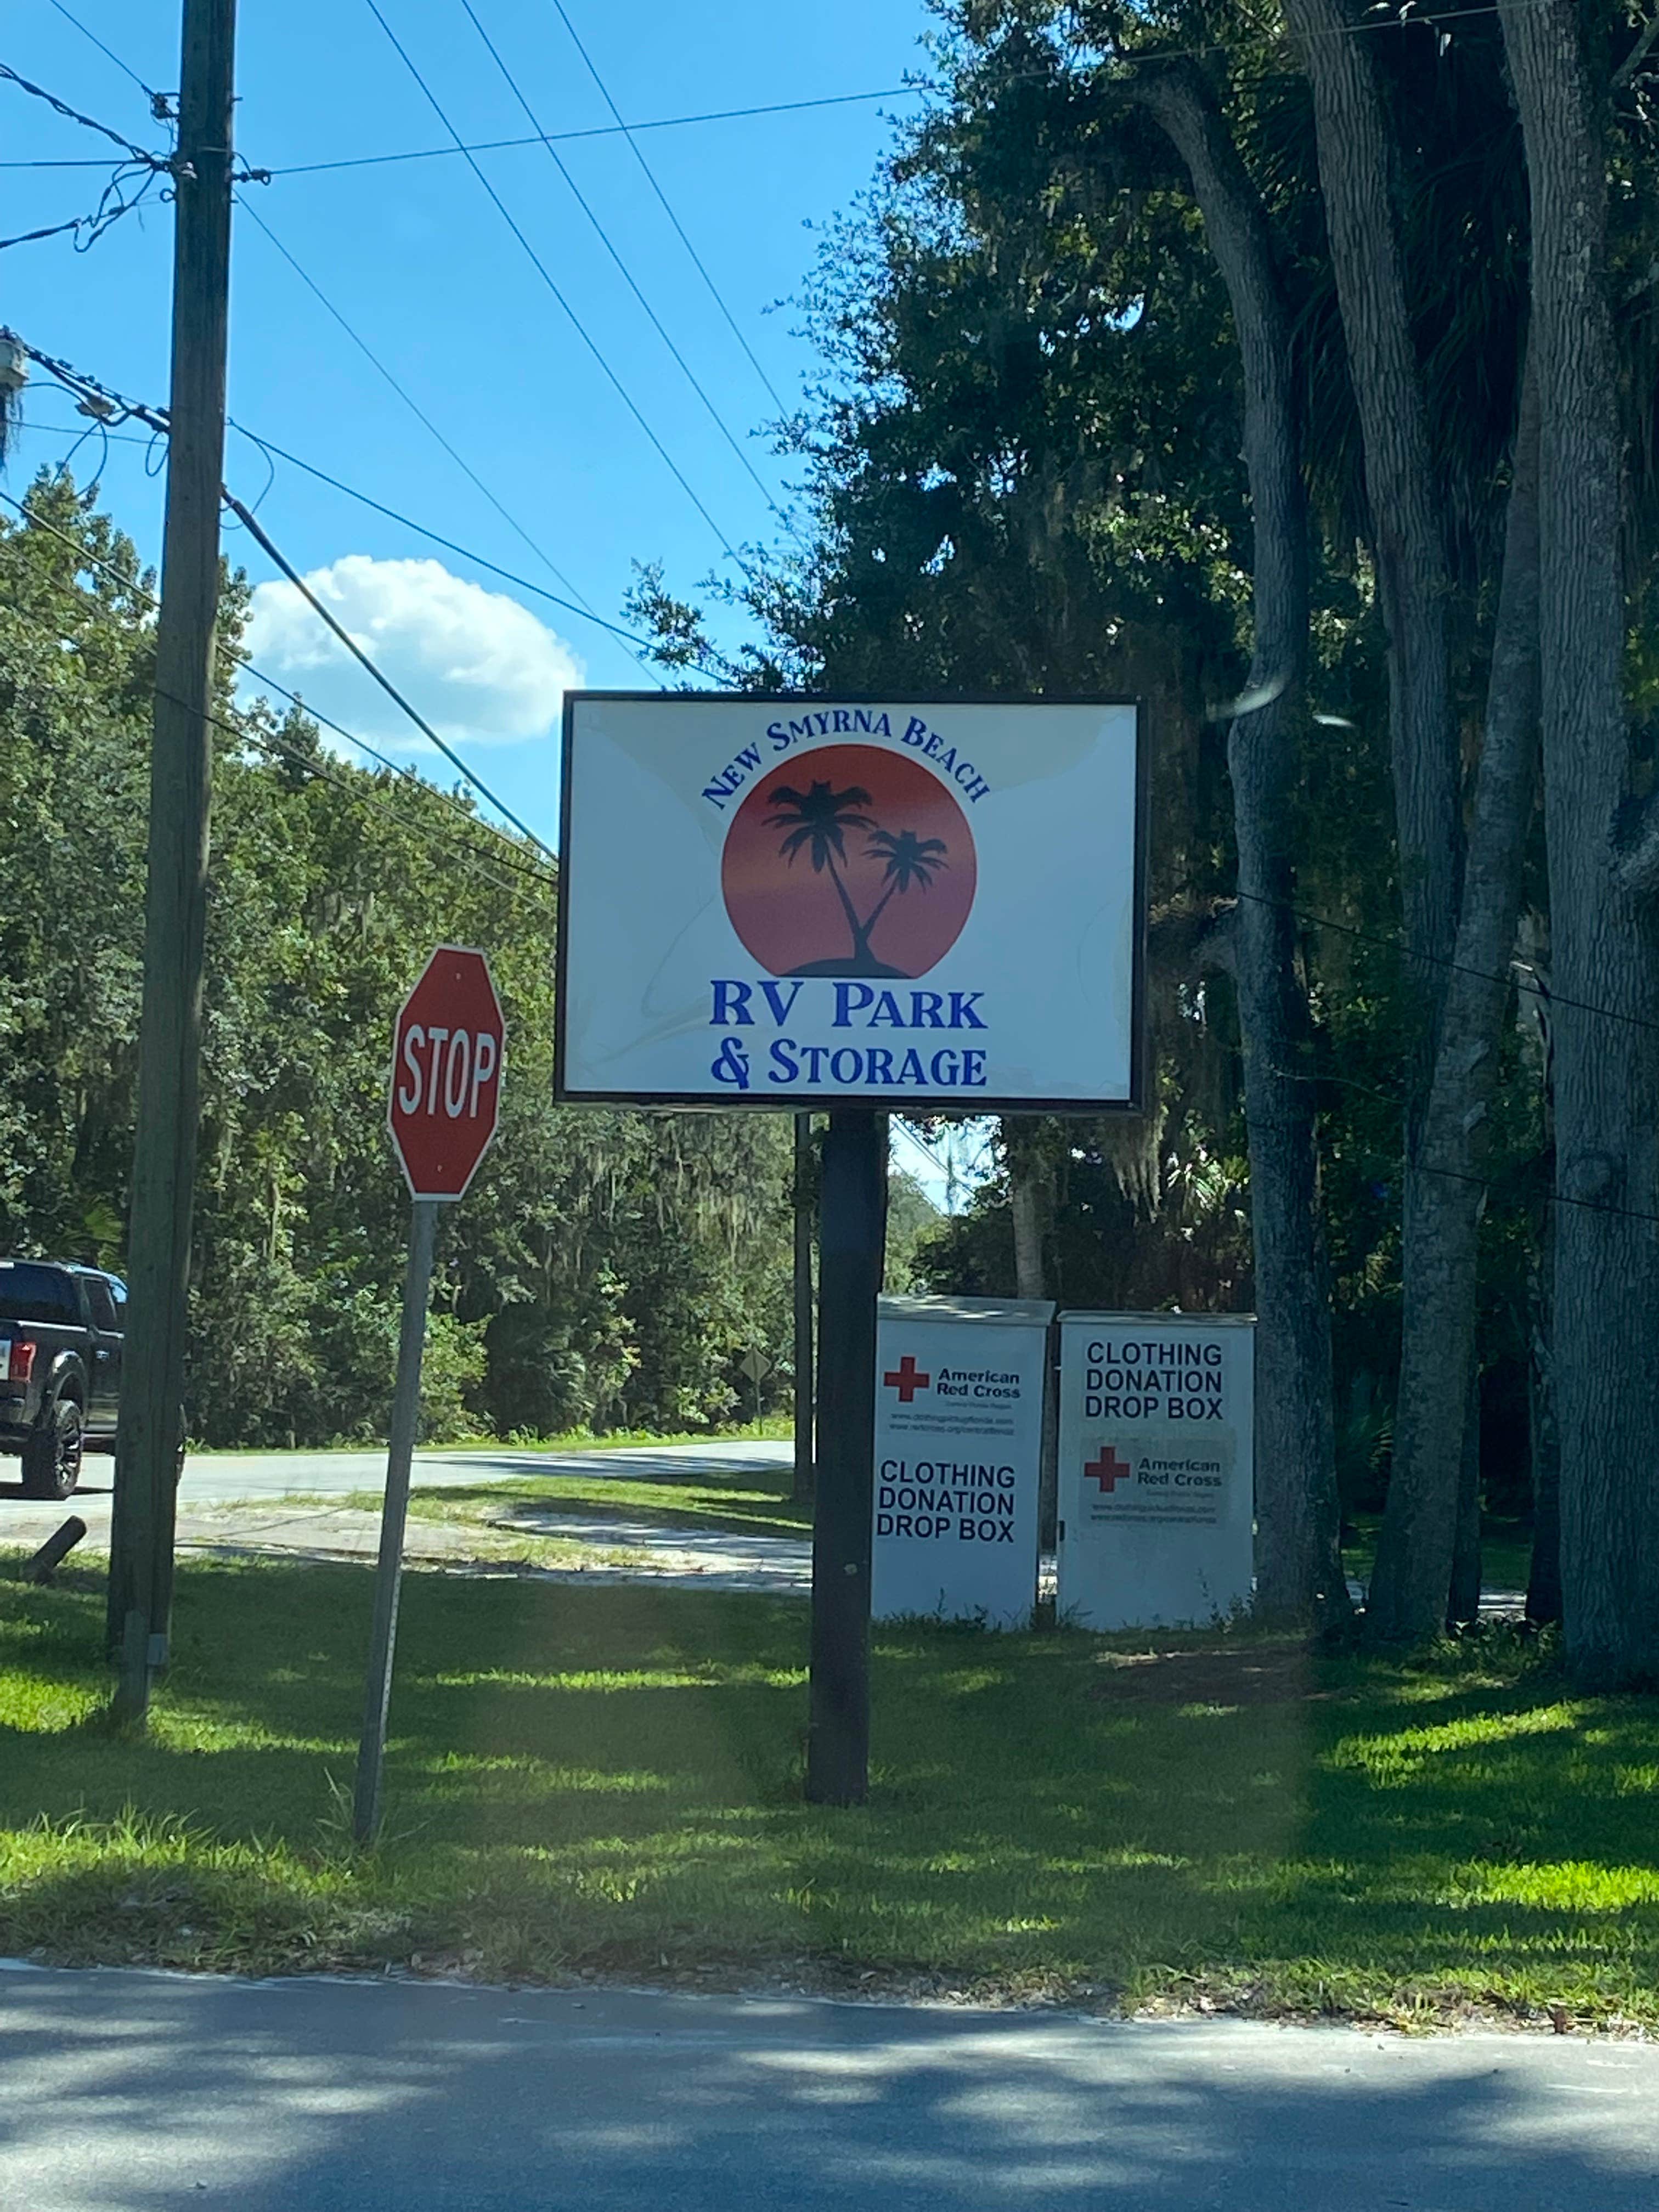 New Smyrna Beach
RV Park
& Storage
STOP
American
Red Cross
CLOTHING
DONATION
DROP BOX
CLOTHING
DONATION
DROP BOX
American
Red Cross